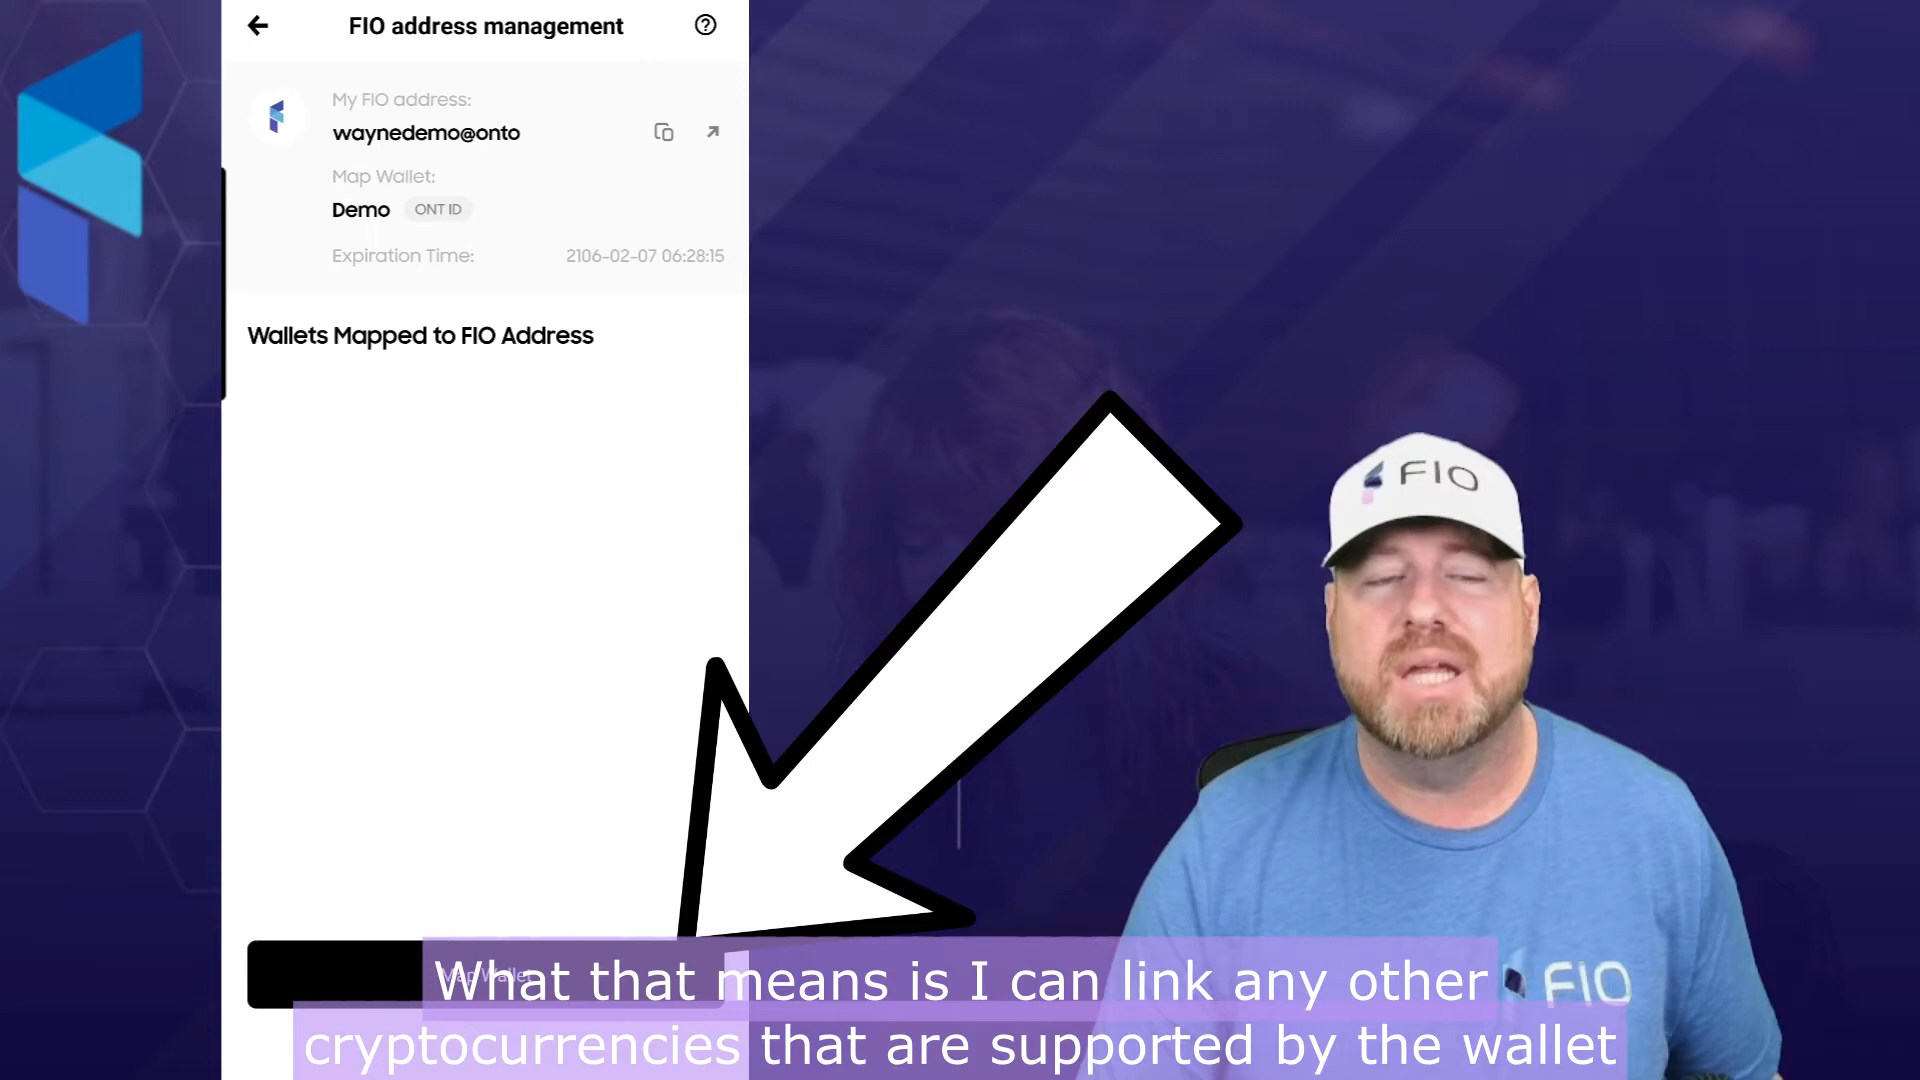 FIO address management
My FIO address:
waynedemo@onto
Map Wallet:
Demo ONT ID
Expiration Time: 2106-02-07 06:28:15
Wallets Mapped to FIO Address
FIO
FIO
Map Wallet
What that means is I can link any other
cryptocurrencies that are supported by the wallet